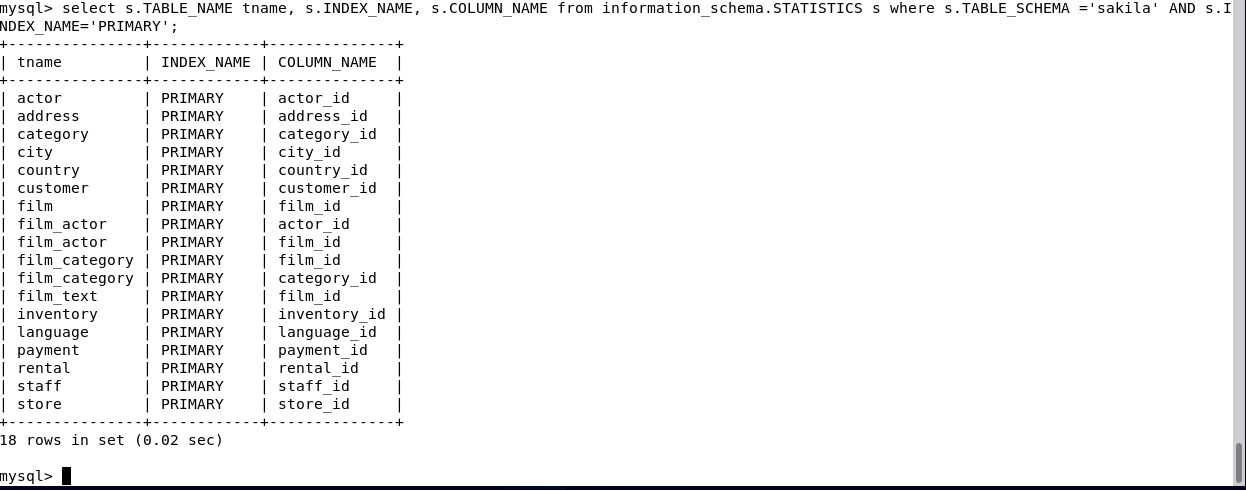 mysql> select s.TABLE_NAME tname, s.INDEX_NAME, s.COLUMN_NAME from information_schema.STATISTICS s where s.TABLE_SCHEMA ='sakila' AND s.I
NDEX_NAME='PRIMARY';
+---------------+------------+--------------+
| tname         | INDEX_NAME | COLUMN_NAME  |
+---------------+------------+--------------+
| actor         | PRIMARY    | actor_id     |
| address       | PRIMARY    | address_id   |
| category      | PRIMARY    | category_id  |
| city          | PRIMARY    | city_id      |
| country       | PRIMARY    | country_id   |
| customer      | PRIMARY    | customer_id  |
| film          | PRIMARY    | film_id      |
| film_actor    | PRIMARY    | actor_id     |
| film_actor    | PRIMARY    | film_id      |
| film_category | PRIMARY    | film_id      |
| film_category | PRIMARY    | category_id  |
| film_text     | PRIMARY    | film_id      |
| inventory     | PRIMARY    | inventory_id |
| language      | PRIMARY    | language_id  |
| payment       | PRIMARY    | payment_id   |
| rental        | PRIMARY    | rental_id    |
| staff         | PRIMARY    | staff_id     |
| store         | PRIMARY    | store_id     |
+---------------+------------+--------------+
18 rows in set (0.02 sec)
mysql>